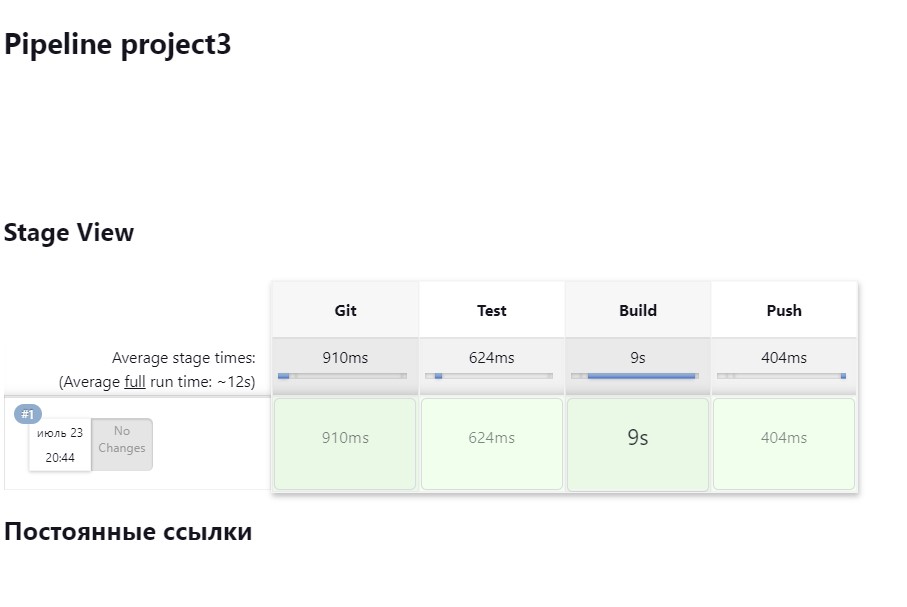 Pipeline project3
Stage View
Git Test Build Push
Average stage times: 910ms 624ms 9s 404ms
(Average full run time: ~12s)
#1
июль 23 No
20:44 Changes
910ms 624ms 9s 404ms
Постоянные ссылки